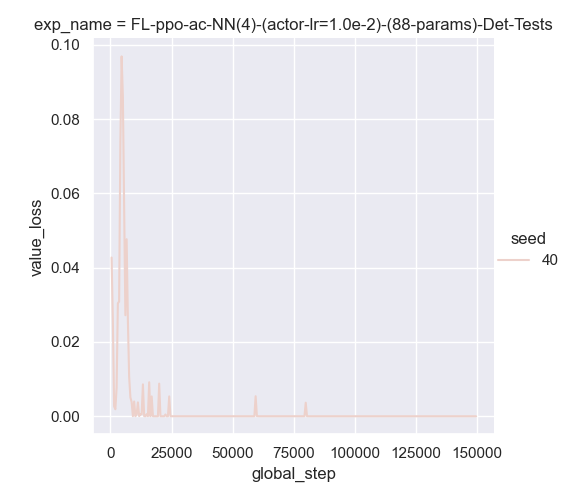 exp_name = FL-ppo-ac-NN(4)-(actor-lr=1.0e-2)-(88-params)-Det-Tests
0.10
0.08
0.06
0.04
0.02
0.00
value_loss
0 25000 50000 75000 100000 125000 150000
global_step
seed
40